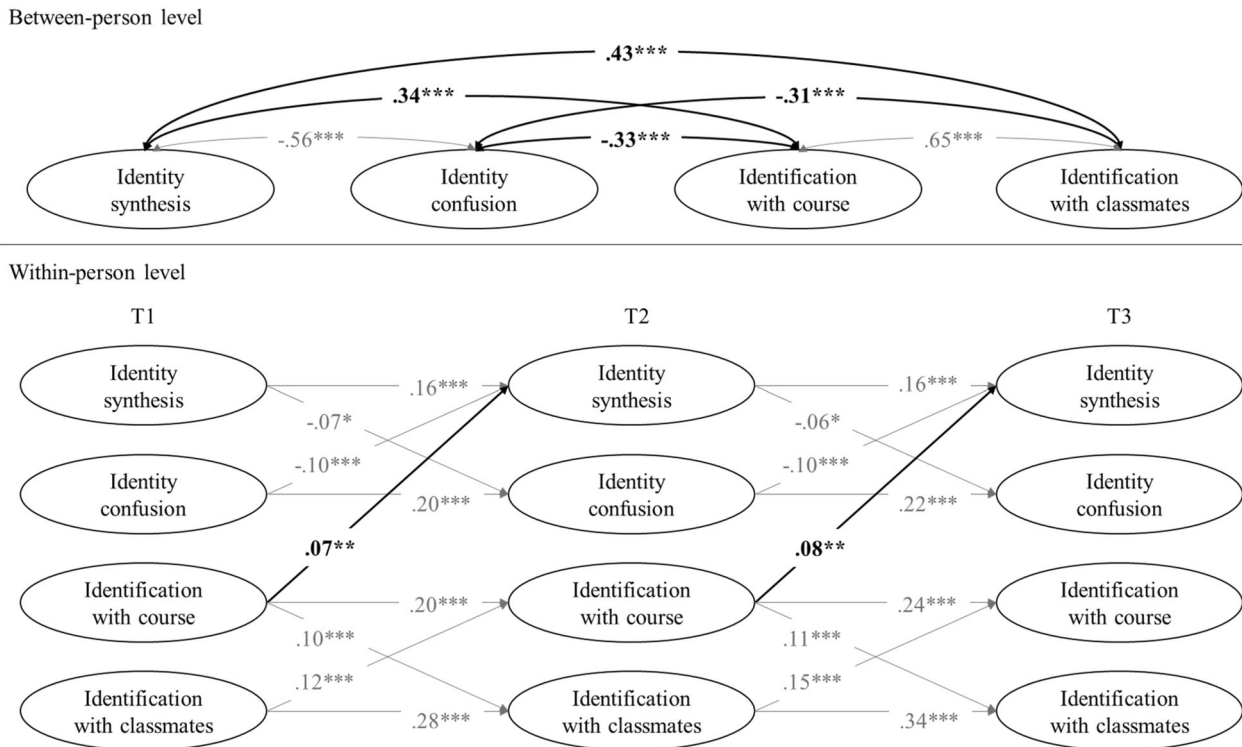 Between-person level
.43***
.34***
-.31***
-.56***
-.33***
.65***
Identity
synthesis
Identity
confusion
Identification
with course
Identification
with classmates
Within-person level
T1
T2
T3
Identity
synthesis
.16***
Identity
synthesis
.16***
Identity
synthesis
-.07*
-.06*
-.10***
-.10***
Identity
confusion
.20***
Identity
confusion
.22***
Identity
confusion
.07**
.08**
Identification
with course
.20***
Identification
with course
.24***
Identification
with course
.10***
.11***
.12***
.15***
Identification
with classmates
.28***
Identification
with classmates
.34***
Identification
with classmates